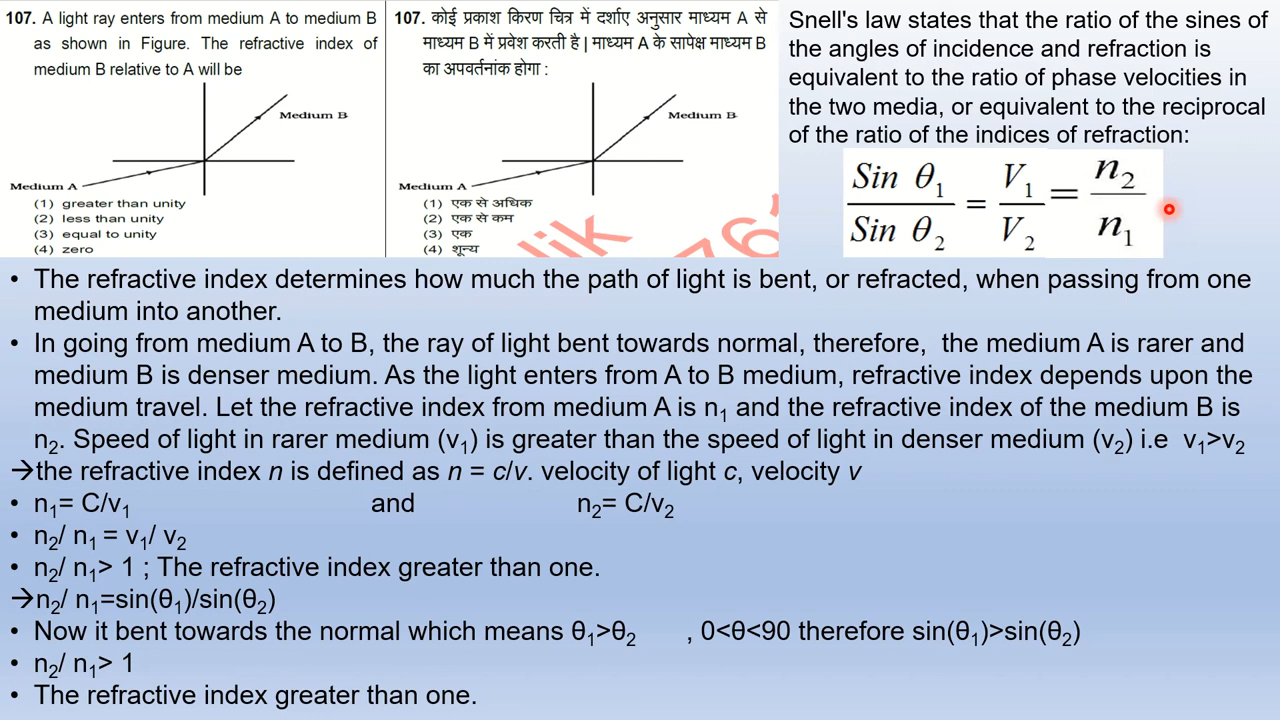 107. A light ray enters from medium A to medium B
as shown in Figure. The refractive index of
medium B relative to A will be
Medium B
Medium A
(1) greater than unity
(2) less than unity
(3) equal to unity
(4) zero
107. कोई प्रकाश किरण चित्र में दर्शाए अनुसार माध्यम A से
माध्यम B में प्रवेश करती है | माध्यम A के सापेक्ष माध्यम B
का अपवर्तनांक होगा :
Medium B
Medium A
(1) एक से अधिक
(2) एक से कम
(3) एक
(4) शून्य
Snell's law states that the ratio of the sines of
the angles of incidence and refraction is
equivalent to the ratio of phase velocities in
the two media, or equivalent to the reciprocal
of the ratio of the indices of refraction:
Sin θ₁ / Sin θ₂ = V₁ / V₂ = n₂ / n₁
• The refractive index determines how much the path of light is bent, or refracted, when passing from one
medium into another.
• In going from medium A to B, the ray of light bent towards normal, therefore, the medium A is rarer and
medium B is denser medium. As the light enters from A to B medium, refractive index depends upon the
medium travel. Let the refractive index from medium A is n₁ and the refractive index of the medium B is
n₂. Speed of light in rarer medium (v₁) is greater than the speed of light in denser medium (v₂) i.e v₁>v₂
→the refractive index n is defined as n = c/v. velocity of light c, velocity v
• n₁= C/v₁ and n₂= C/v₂
• n₂/ n₁ = v₁/ v₂
• n₂/ n₁> 1 ; The refractive index greater than one.
→n₂/ n₁=sin(θ₁)/sin(θ₂)
• Now it bent towards the normal which means θ₁>θ₂ , 0<θ<90 therefore sin(θ₁)>sin(θ₂)
• n₂/ n₁> 1
• The refractive index greater than one.